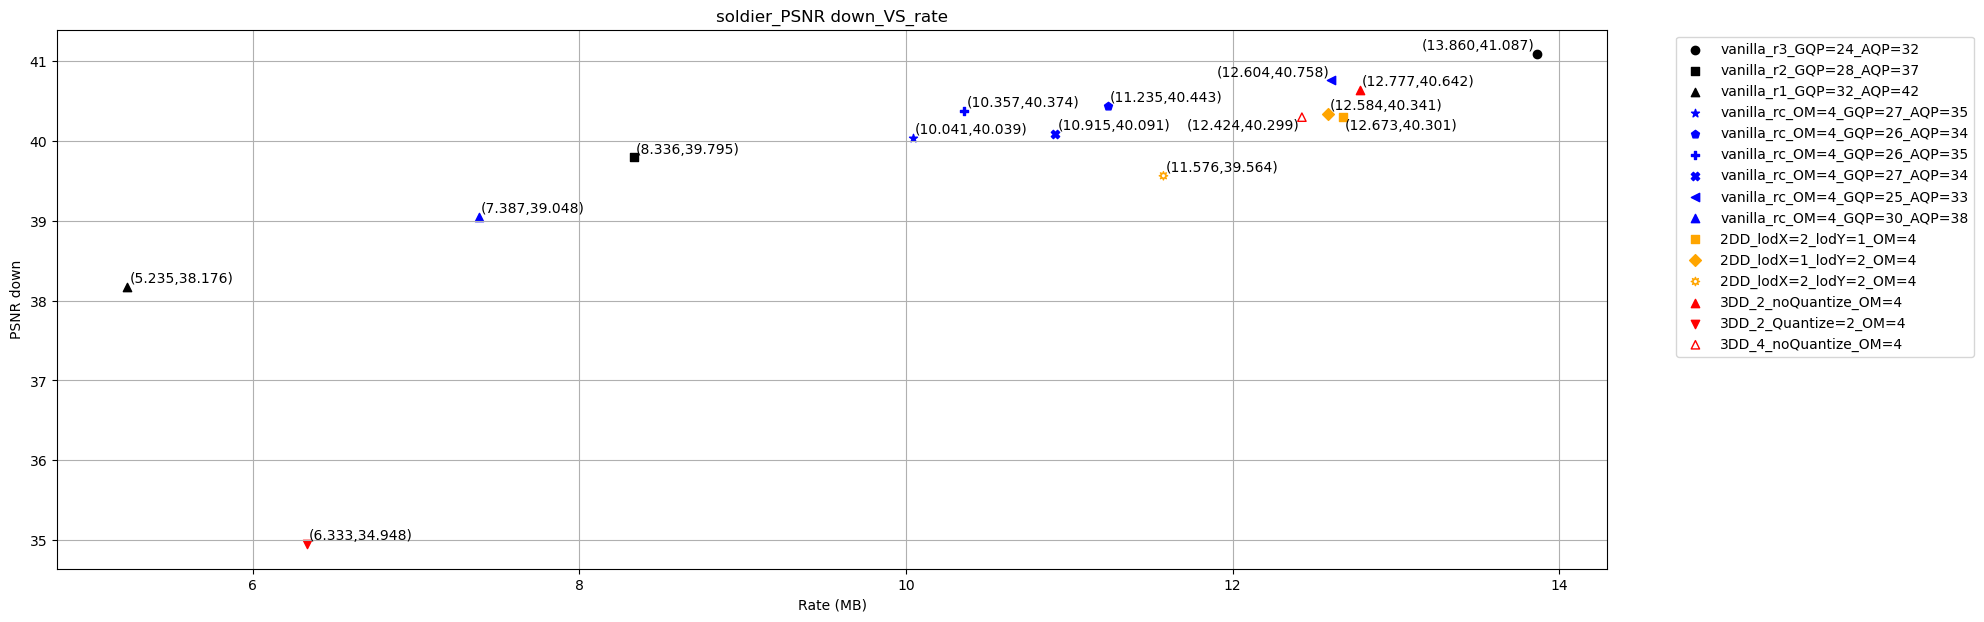 soldier_PSNR down_VS_rate
(13.860,41.087)
(12.604,40.758)
(12.777,40.642)
(10.357,40.374)
(11.235,40.443)
(12.584,40.341)
(10.041,40.039)
(10.915,40.091)
(12.424,40.299)
(12.673,40.301)
(8.336,39.795)
(11.576,39.564)
(7.387,39.048)
(5.235,38.176)
(6.333,34.948)
41
40
39
38
37
36
35
PSNR down
6
8
10
12
14
Rate (MB)
vanilla_r3_GQP=24_AQP=32
vanilla_r2_GQP=28_AQP=37
vanilla_r1_GQP=32_AQP=42
vanilla_rc_OM=4_GQP=27_AQP=35
vanilla_rc_OM=4_GQP=26_AQP=34
vanilla_rc_OM=4_GQP=26_AQP=35
vanilla_rc_OM=4_GQP=27_AQP=34
vanilla_rc_OM=4_GQP=25_AQP=33
vanilla_rc_OM=4_GQP=30_AQP=38
2DD_lodX=2_lodY=1_OM=4
2DD_lodX=1_lodY=2_OM=4
2DD_lodX=2_lodY=2_OM=4
3DD_2_noQuantize_OM=4
3DD_2_Quantize=2_OM=4
3DD_4_noQuantize_OM=4